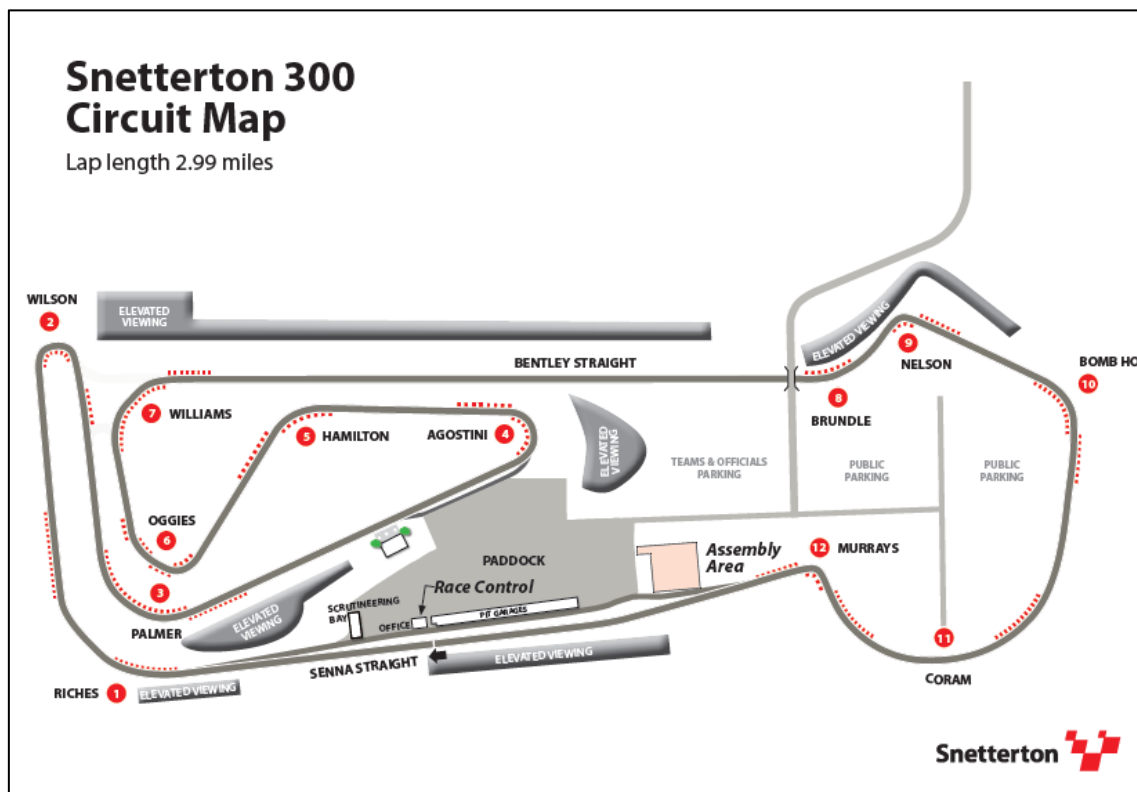 Snetterton 300
Circuit Map
Lap length 2.99 miles
WILSON
2
ELEVATED
VIEWING
BENTLEY STRAIGHT
ELEVATED VIEWING
9
NELSON
BOMB HO
10
7
WILLIAMS
5
HAMILTON
AGOSTINI
4
8
BRUNDLE
ELEVATED
VIEWING
TEAMS & OFFICIALS
PARKING
PUBLIC
PARKING
PUBLIC
PARKING
OGGIES
6
3
PALMER
ELEVATED
VIEWING
PADDOCK
Assembly
Area
12
MURRAYS
Race Control
SCRUTINEERING
BAY
OFFICE
PIT GARAGES
SENNA STRAIGHT
ELEVATED VIEWING
11
CORAM
RICHES
1
ELEVATED VIEWING
Snetterton